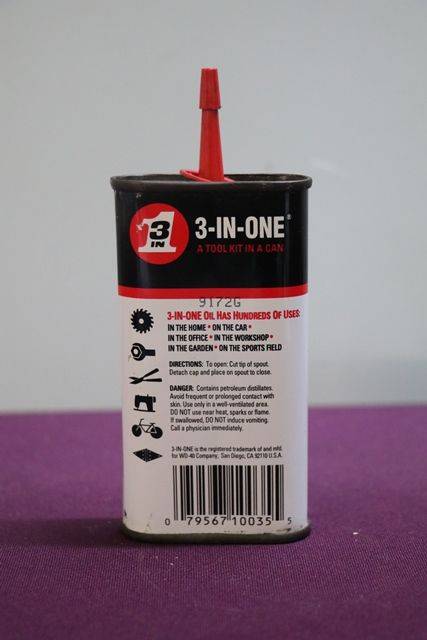 3 IN 1
3-IN-ONE®
A TOOL KIT IN A CAN
9172G
3-IN-ONE OIL HAS HUNDREDS OF USES:
IN THE HOME • ON THE CAR •
IN THE OFFICE • IN THE WORKSHOP •
IN THE GARDEN • ON THE SPORTS FIELD
DIRECTIONS: To open: Cut tip of spout.
Detach cap and place on spout to close.
DANGER: Contains petroleum distillates.
Avoid frequent or prolonged contact with
skin. Use only in a well-ventilated area.
DO NOT use near heat, sparks or flame.
If swallowed, DO NOT induce vomiting.
Call a physician immediately.
3-IN-ONE is the registered trademark of and mfd.
for WD-40 Company, San Diego, CA 92110 U.S.A.
0 79567 10035 5